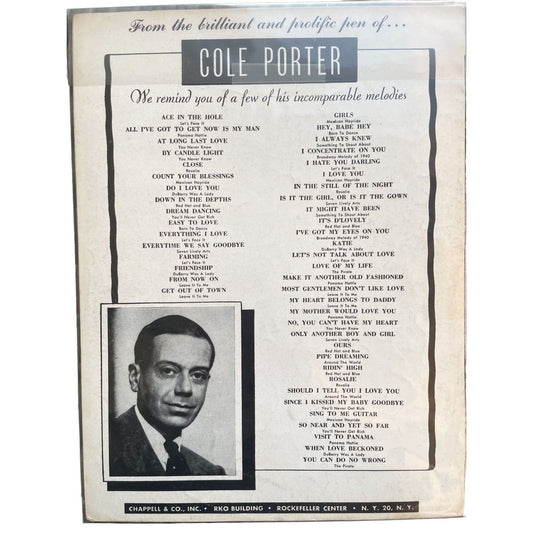 From the brilliant and prolific pen of...
COLE PORTER
We remind you of a few of his incomparable melodies
ACE IN THE HOLE
Let's Face It
ALL I'VE GOT TO GET NOW IS MY MAN
Panama Hattie
AT LONG LAST LOVE
You Never Know
BY CANDLE LIGHT
You Never Know
CLOSE
Rosalie
COUNT YOUR BLESSINGS
Mexican Hayride
DO I LOVE YOU
DuBarry Was A Lady
DOWN IN THE DEPTHS
Red Hot and Blue
DREAM DANCING
You'll Never Get Rich
EASY TO LOVE
Born To Dance
EVERYTHING I LOVE
Let's Face It
EVERYTIME WE SAY GOODBYE
Seven Lively Arts
FARMING
Let's Face It
FRIENDSHIP
DuBarry Was A Lady
FROM NOW ON
Leave It To Me
GET OUT OF TOWN
Leave It To Me
GIRLS
Mexican Hayride
HEY, BABE HEY
Born To Dance
I ALWAYS KNEW
Something To Shout About
I CONCENTRATE ON YOU
Broadway Melody of 1940
I HATE YOU DARLING
Let's Face It
I LOVE YOU
Mexican Hayride
IN THE STILL OF THE NIGHT
Rosalie
IS IT THE GIRL, OR IS IT THE GOWN
Seven Lively Arts
IT MIGHT HAVE BEEN
Something To Shout About
IT'S D'LOVELY
Red Hot and Blue
I'VE GOT MY EYES ON YOU
Broadway Melody of 1940
KATIE
DuBarry Was A Lady
LET'S NOT TALK ABOUT LOVE
Let's Face It
LOVE OF MY LIFE
The Pirate
MAKE IT ANOTHER OLD FASHIONED
Panama Hattie
MOST GENTLEMEN DON'T LIKE LOVE
Leave It To Me
MY HEART BELONGS TO DADDY
Leave It To Me
MY MOTHER WOULD LOVE YOU
Panama Hattie
NO, YOU CAN'T HAVE MY HEART
You Never Know
ONLY ANOTHER BOY AND GIRL
Seven Lively Arts
OURS
Red Hot and Blue
PIPE DREAMING
Around The World
RIDIN' HIGH
Red Hot and Blue
ROSALIE
Rosalie
SHOULD I TELL YOU I LOVE YOU
Around The World
SINCE I KISSED MY BABY GOODBYE
You'll Never Get Rich
SING TO ME GUITAR
Mexican Hayride
SO NEAR AND YET SO FAR
You'll Never Get Rich
VISIT TO PANAMA
Panama Hattie
WHEN LOVE BECKONED
DuBarry Was A Lady
YOU CAN DO NO WRONG
The Pirate
CHAPPELL & CO., INC. • RKO BUILDING • ROCKEFELLER CENTER • N. Y. 20, N. Y.